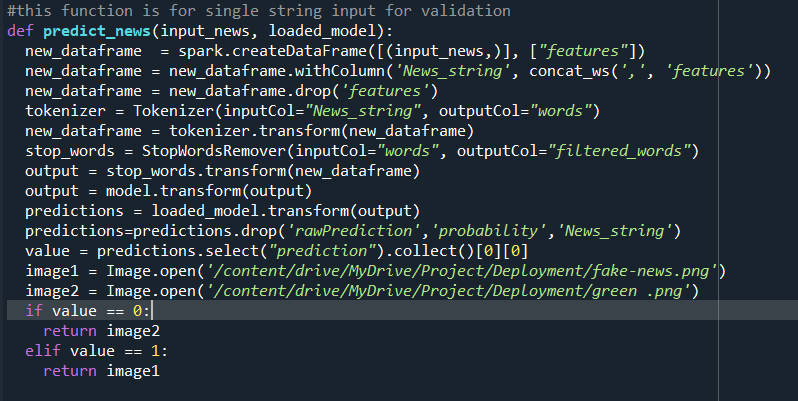 #this function is for single string input for validation
def predict_news(input_news, loaded_model):
  new_dataframe  = spark.createDataFrame([(input_news,)], ["features"])
  new_dataframe = new_dataframe.withColumn('News_string', concat_ws(',', 'features'))
  new_dataframe = new_dataframe.drop('features')
  tokenizer = Tokenizer(inputCol="News_string", outputCol="words")
  new_dataframe = tokenizer.transform(new_dataframe)
  stop_words = StopWordsRemover(inputCol="words", outputCol="filtered_words")
  output = stop_words.transform(new_dataframe)
  output = model.transform(output)
  predictions = loaded_model.transform(output)
  predictions=predictions.drop('rawPrediction','probability','News_string')
  value = predictions.select("prediction").collect()[0][0]
  image1 = Image.open('/content/drive/MyDrive/Project/Deployment/fake-news.png')
  image2 = Image.open('/content/drive/MyDrive/Project/Deployment/green .png')
  if value == 0:
    return image2
  elif value == 1:
    return image1